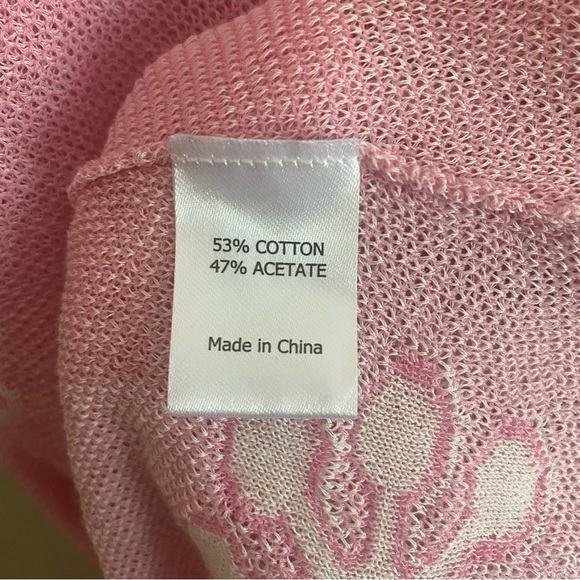 53% COTTON
47% ACETATE
Made in China